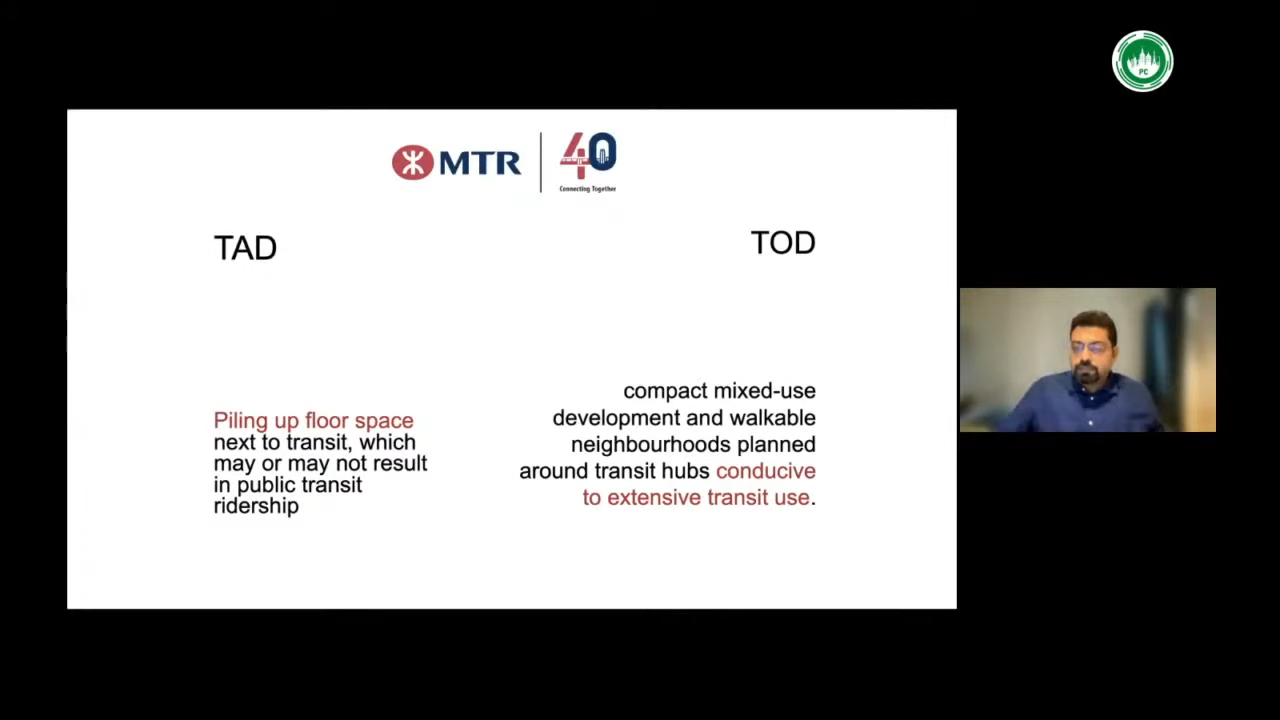 PC
MTR
40
Connecting Together
TAD
TOD
Piling up floor space
next to transit, which
may or may not result
in public transit
ridership
compact mixed-use
development and walkable
neighbourhoods planned
around transit hubs conducive
to extensive transit use.